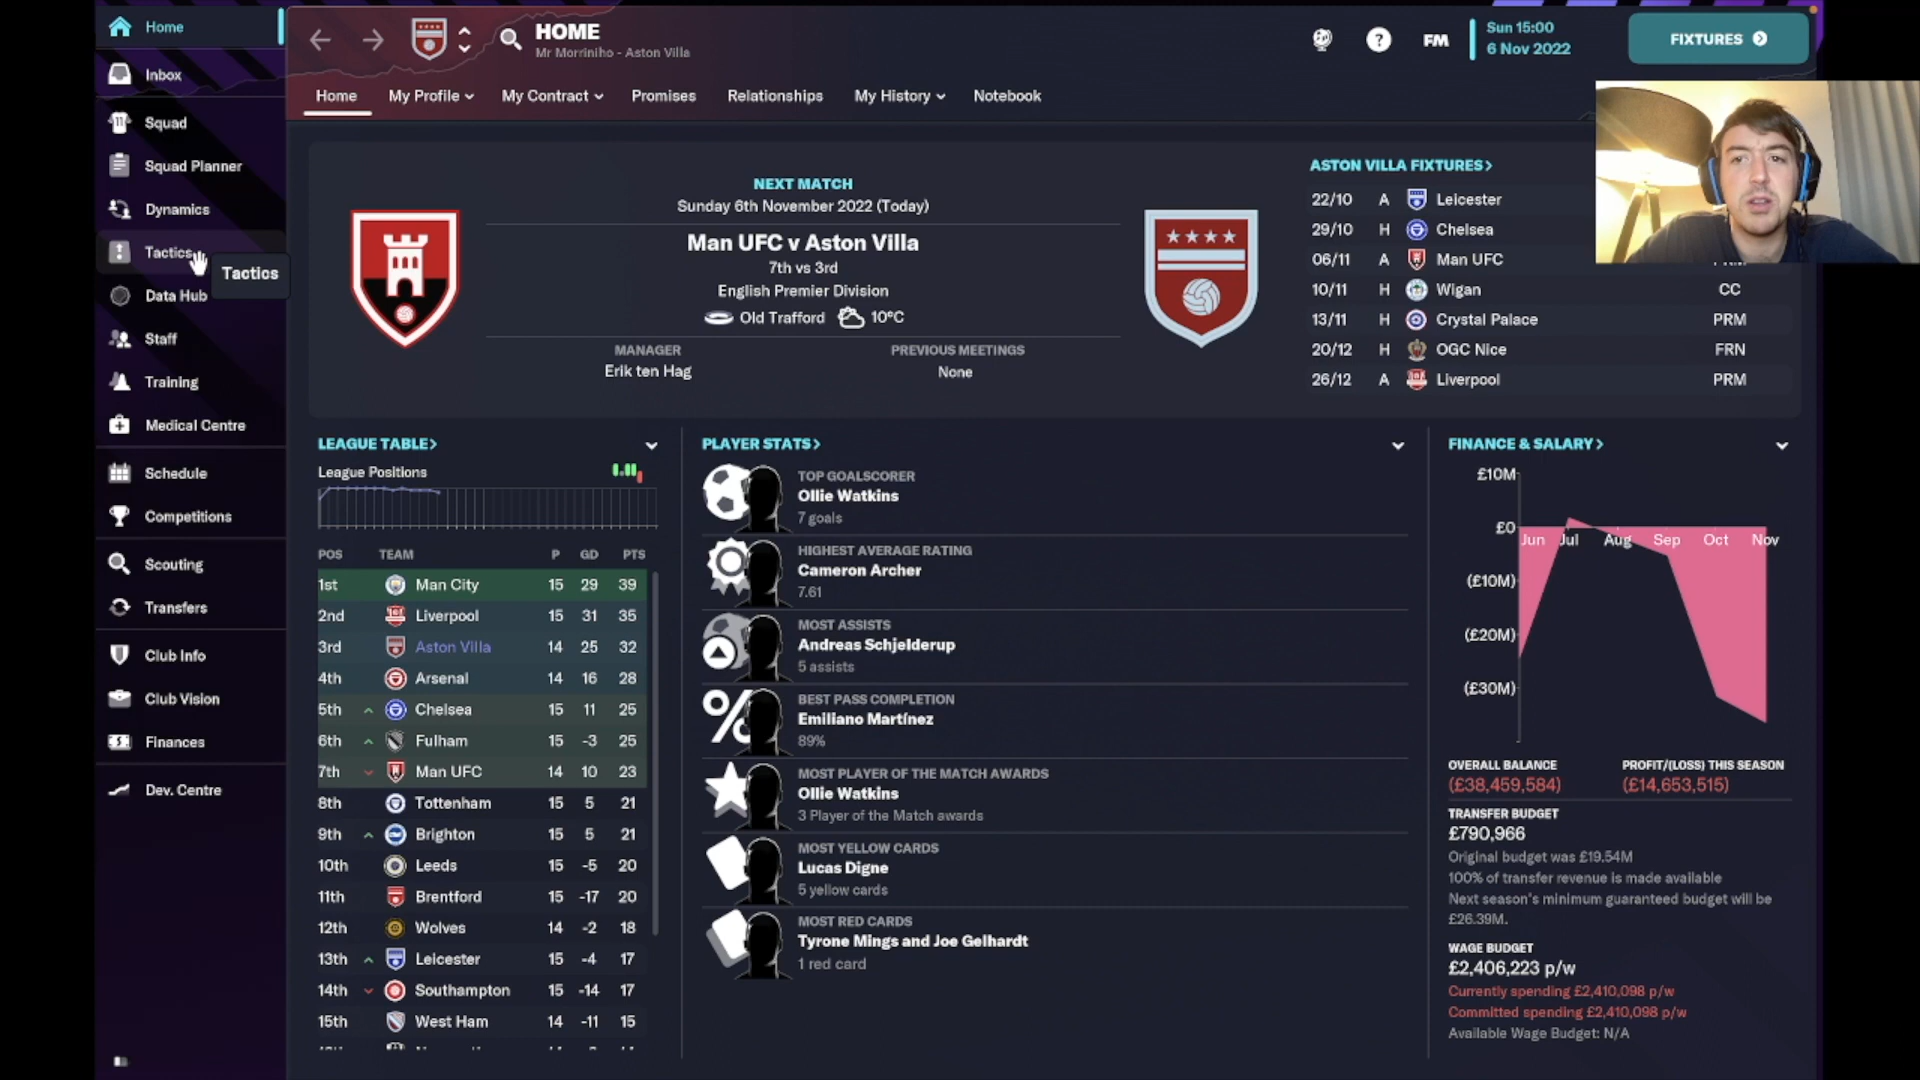 Home
Inbox
Squad
Squad Planner
Dynamics
Tactics
Tactics
Data Hub
Staff
Training
Medical Centre
Schedule
Competitions
Scouting
Transfers
Club Info
Club Vision
Finances
Dev. Centre
HOME
Mr Morriniho - Aston Villa
?
FM
Sun 15:00
6 Nov 2022
FIXTURES
Home
My Profile
My Contract
Promises
Relationships
My History
Notebook
NEXT MATCH
Sunday 6th November 2022 (Today)
Man UFC v Aston Villa
7th vs 3rd
English Premier Division
Old Trafford 10°C
MANAGER
Erik ten Hag
PREVIOUS MEETINGS
None
ASTON VILLA FIXTURES>
22/10 A Leicester
29/10 H Chelsea
06/11 A Man UFC
10/11 H Wigan CC
13/11 H Crystal Palace PRM
20/12 H OGC Nice FRN
26/12 A Liverpool PRM
LEAGUE TABLE>
League Positions
POS TEAM P GD PTS
1st Man City 15 29 39
2nd Liverpool 15 31 35
3rd Aston Villa 14 25 32
4th Arsenal 14 16 28
5th Chelsea 15 11 25
6th Fulham 15 -3 25
7th Man UFC 14 10 23
8th Tottenham 15 5 21
9th Brighton 15 5 21
10th Leeds 15 -5 20
11th Brentford 15 -17 20
12th Wolves 14 -2 18
13th Leicester 15 -4 17
14th Southampton 15 -14 17
15th West Ham 14 -11 15
PLAYER STATS>
TOP GOALSCORER
Ollie Watkins
7 goals
HIGHEST AVERAGE RATING
Cameron Archer
7.61
MOST ASSISTS
Andreas Schjelderup
5 assists
%
BEST PASS COMPLETION
Emiliano Martínez
89%
MOST PLAYER OF THE MATCH AWARDS
Ollie Watkins
3 Player of the Match awards
MOST YELLOW CARDS
Lucas Digne
5 yellow cards
MOST RED CARDS
Tyrone Mings and Joe Gelhardt
1 red card
FINANCE & SALARY>
£10M
£0
Jun Jul Aug Sep Oct Nov
(£10M)
(£20M)
(£30M)
OVERALL BALANCE
(£38,459,584)
PROFIT/(LOSS) THIS SEASON
(£14,653,515)
TRANSFER BUDGET
£790,966
Original budget was £19.54M
100% of transfer revenue is made available
Next season's minimum guaranteed budget will be
£26.39M.
WAGE BUDGET
£2,406,223 p/w
Currently spending £2,410,098 p/w
Committed spending £2,410,098 p/w
Available Wage Budget: N/A